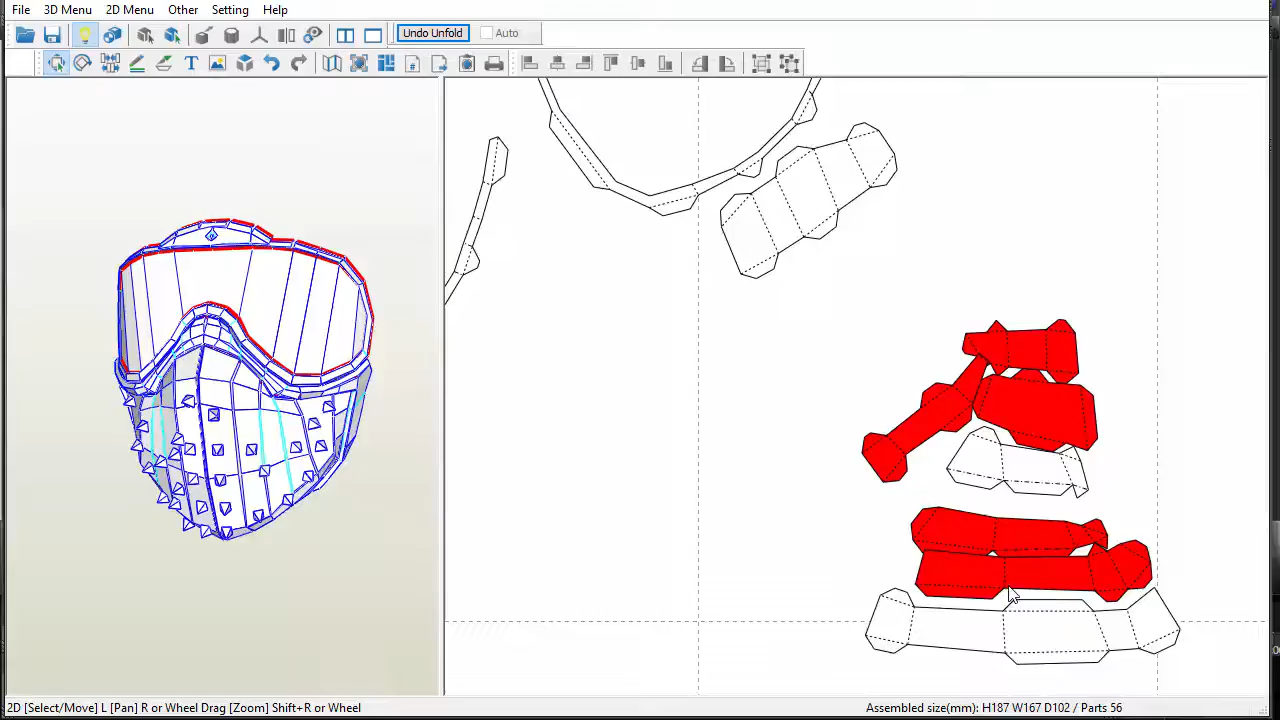 File 3D Menu 2D Menu Other Setting Help
Undo Unfold Auto
2D [Select/Move] L [Pan] R or Wheel Drag [Zoom] Shift+R or Wheel Assembled size(mm): H187 W167 D102 / Parts 56